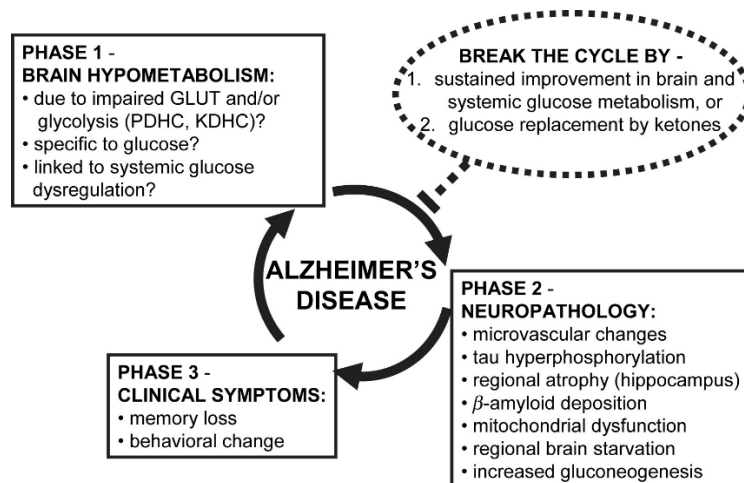 PHASE 1 -
BRAIN HYPOMETABOLISM:
• due to impaired GLUT and/or
glycolysis (PDHC, KDHC)?
• specific to glucose?
• linked to systemic glucose
dysregulation?
BREAK THE CYCLE BY -
1. sustained improvement in brain and
systemic glucose metabolism, or
2. glucose replacement by ketones
ALZHEIMER'S
DISEASE
PHASE 2 -
NEUROPATHOLOGY:
• microvascular changes
• tau hyperphosphorylation
• regional atrophy (hippocampus)
• β-amyloid deposition
• mitochondrial dysfunction
• regional brain starvation
• increased gluconeogenesis
PHASE 3 -
CLINICAL SYMPTOMS:
• memory loss
• behavioral change